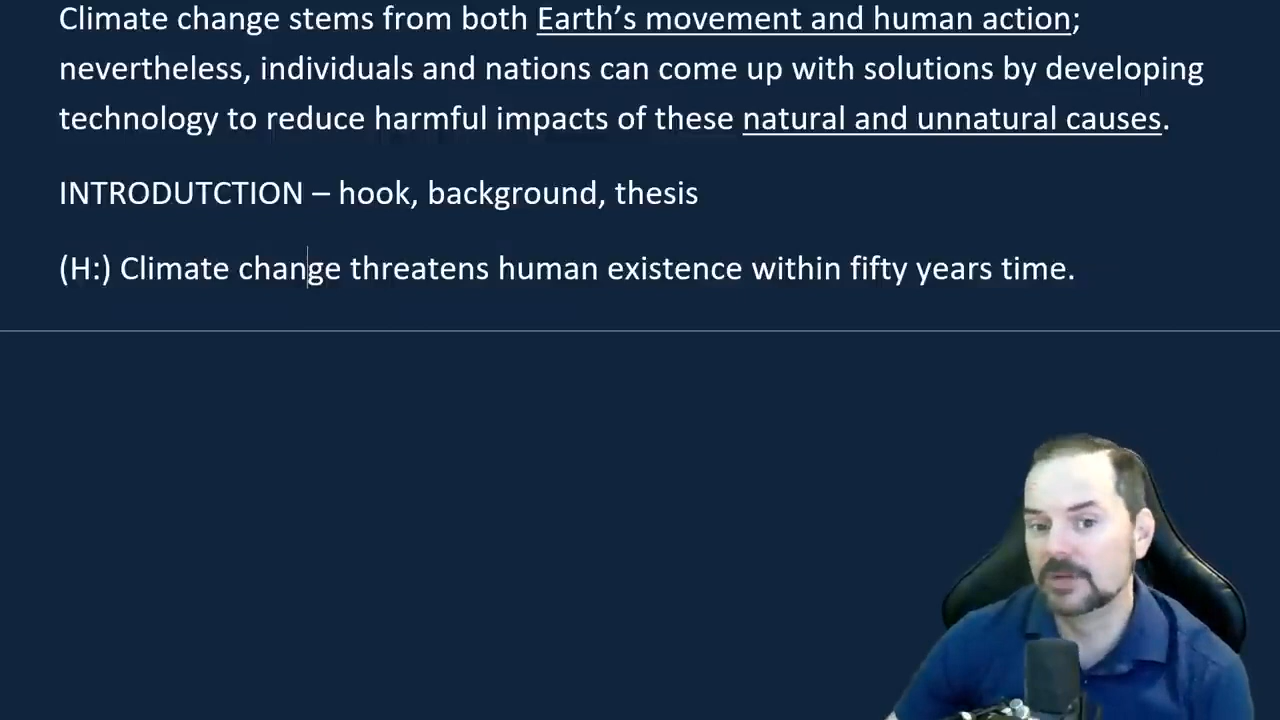 Climate change stems from both Earth’s movement and human action;
nevertheless, individuals and nations can come up with solutions by developing
technology to reduce harmful impacts of these natural and unnatural causes.
INTRODUTCTION – hook, background, thesis
(H:) Climate change threatens human existence within fifty years time.